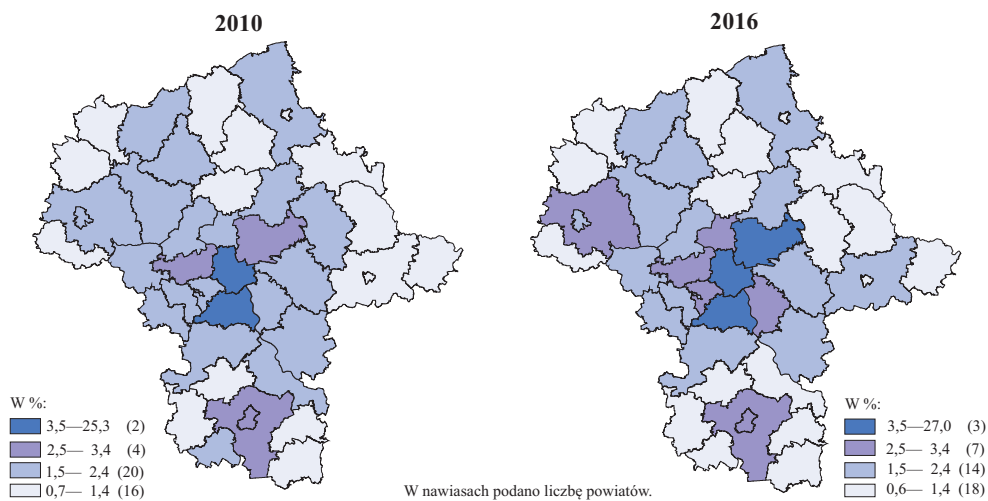 2010
2016
W %:
3,5—25,3 (2)
2,5— 3,4 (4)
1,5— 2,4 (20)
0,7— 1,4 (16)
W %:
3,5—27,0 (3)
2,5— 3,4 (7)
1,5— 2,4 (14)
0,6— 1,4 (18)
W nawiasach podano liczbę powiatów.